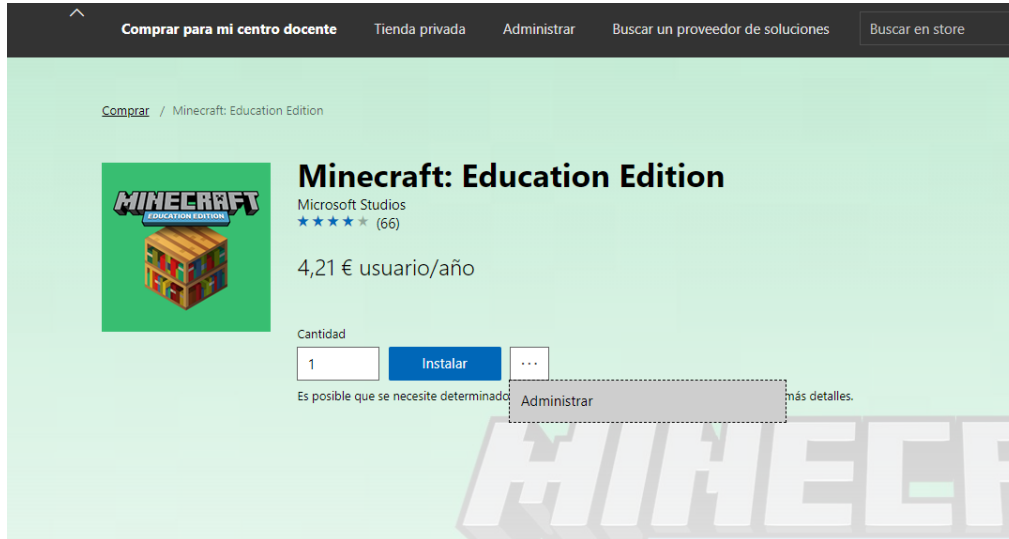 Comprar para mi centro docente Tienda privada Administrar Buscar un proveedor de soluciones Buscar en store
Comprar / Minecraft: Education Edition
MINECRAFT
EDUCATION EDITION
Minecraft: Education Edition
Microsoft Studios
(66)
4,21 € usuario/año
Cantidad
1 Instalar ...
Es posible que se necesite determinado más detalles.
Administrar
MINECR